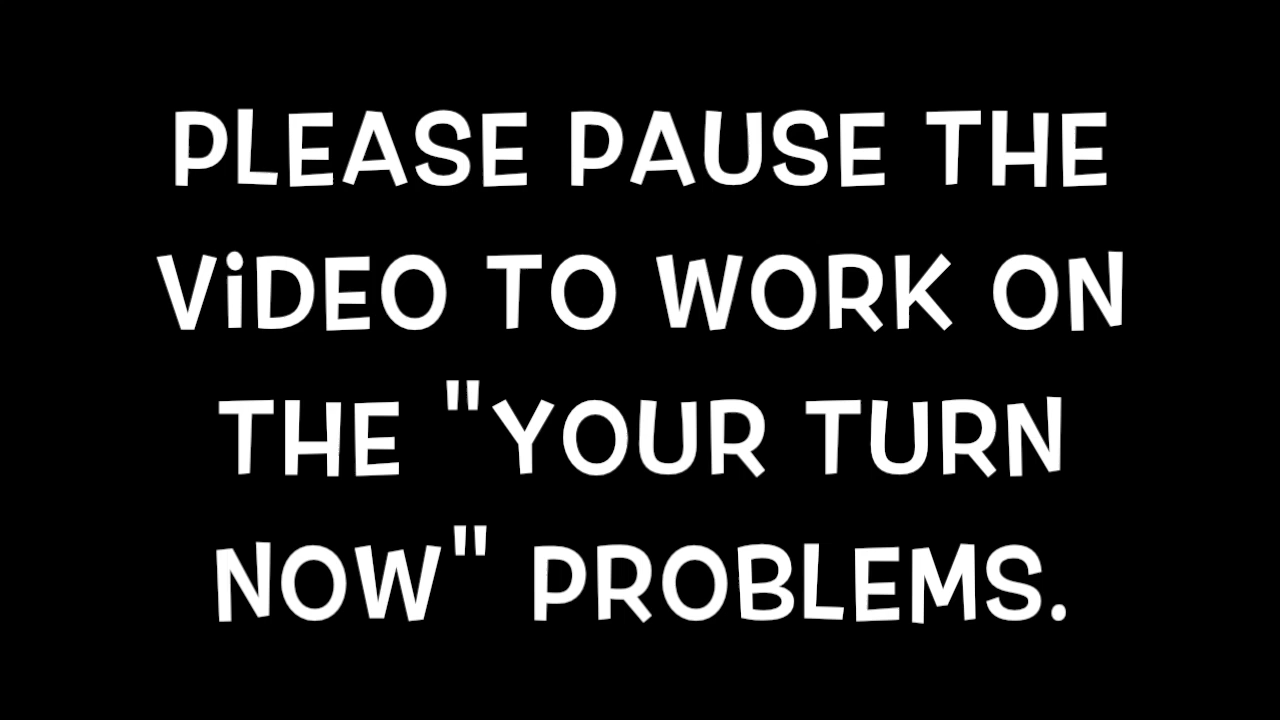 PLEASE PAUSE THE
ViDEO TO WORK ON
THE "YOUR TURN
NOW" PROBLEMS.